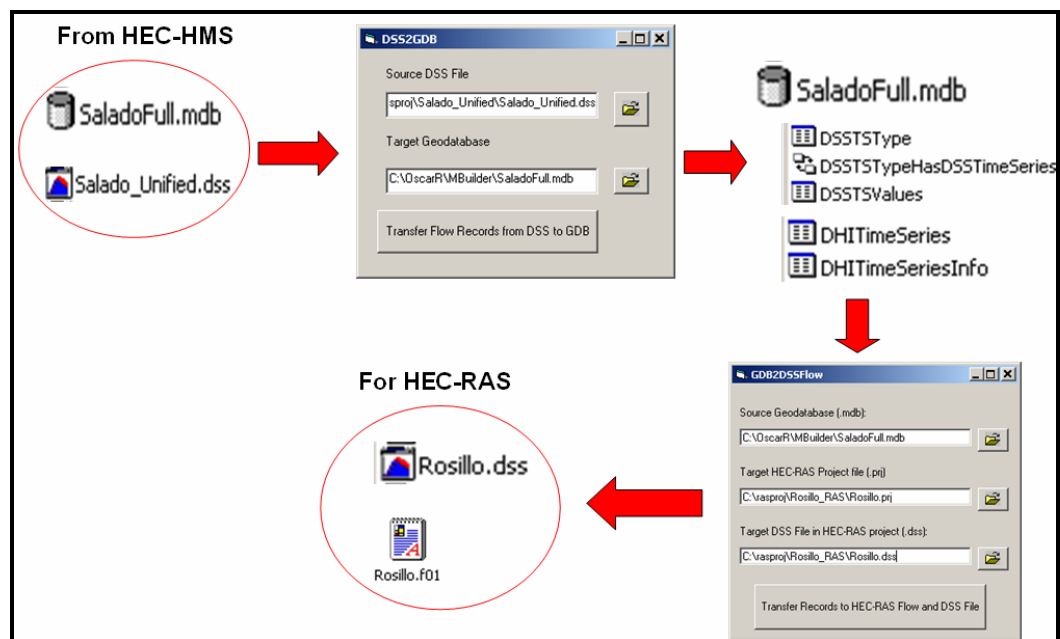 From HEC-HMS
SaladoFull.mdb
Salado_Unified.dss
DSS2GDB
Source DSS File
sproj\Salado_Unified\Salado_Unified.dss
Target Geodatabase
C:\OscarR\MBuilder\SaladoFull.mdb
Transfer Flow Records from DSS to GDB
SaladoFull.mdb
DSSTSType
DSSTSTypeHasDSSTimeSeries
DSSTSValues
DHITimeSeries
DHITimeSeriesInfo
GDB2DSSFlow
Source Geodatabase (.mdb):
C:\OscarR\MBuilder\SaladoFull.mdb
Target HEC-RAS Project file (.prj)
C:\rasproj\Rosillo_RAS\Rosillo.prj
Target DSS File in HEC-RAS project (.dss):
C:\rasproj\Rosillo_RAS\Rosillo.dss
Transfer Records to HEC-RAS Flow and DSS File
For HEC-RAS
Rosillo.dss
Rosillo.f01